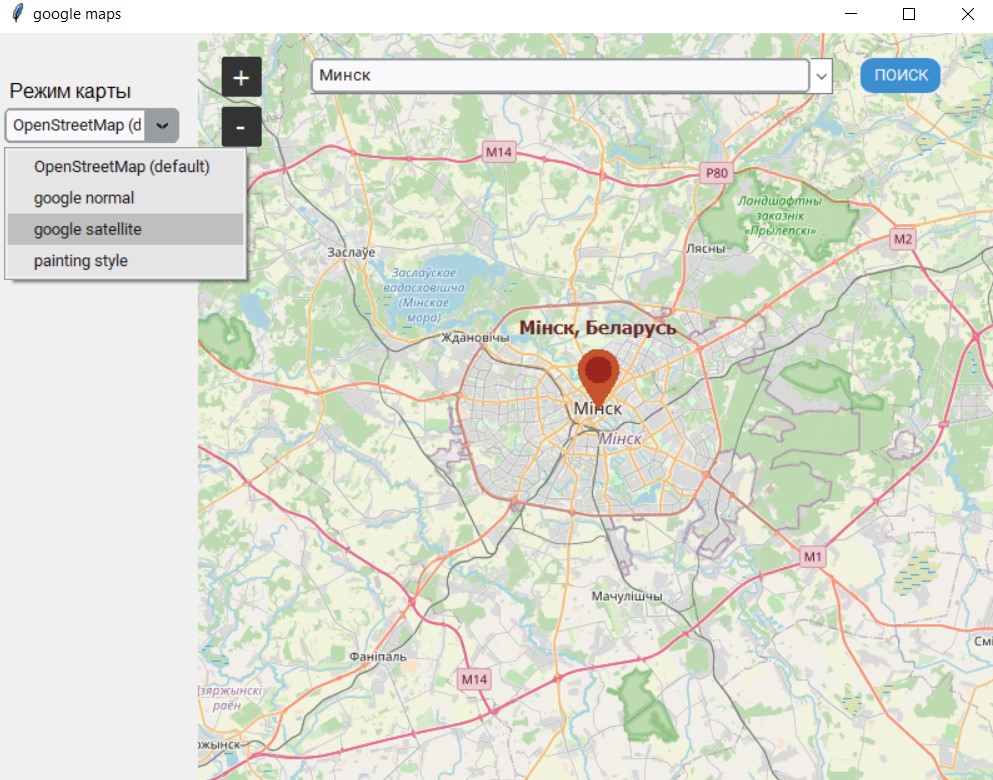 google maps
Режим карты
OpenStreetMap (d
OpenStreetMap (default)
google normal
google satellite
painting style
+
-
Минск
ПОИСК
M14
P80
Ландшафтны
заказнік
«Прылепскі»
M2
Лясны
Заслаўе
Заслаўскае
вадасховішча
(Мінскае
мора)
Мінск, Беларусь
Ждановічы
Мінск
Мінск
M1
Мачулішчы
Фаніпаль
M14
Смі
Дзяржынскі
раён
ржынск